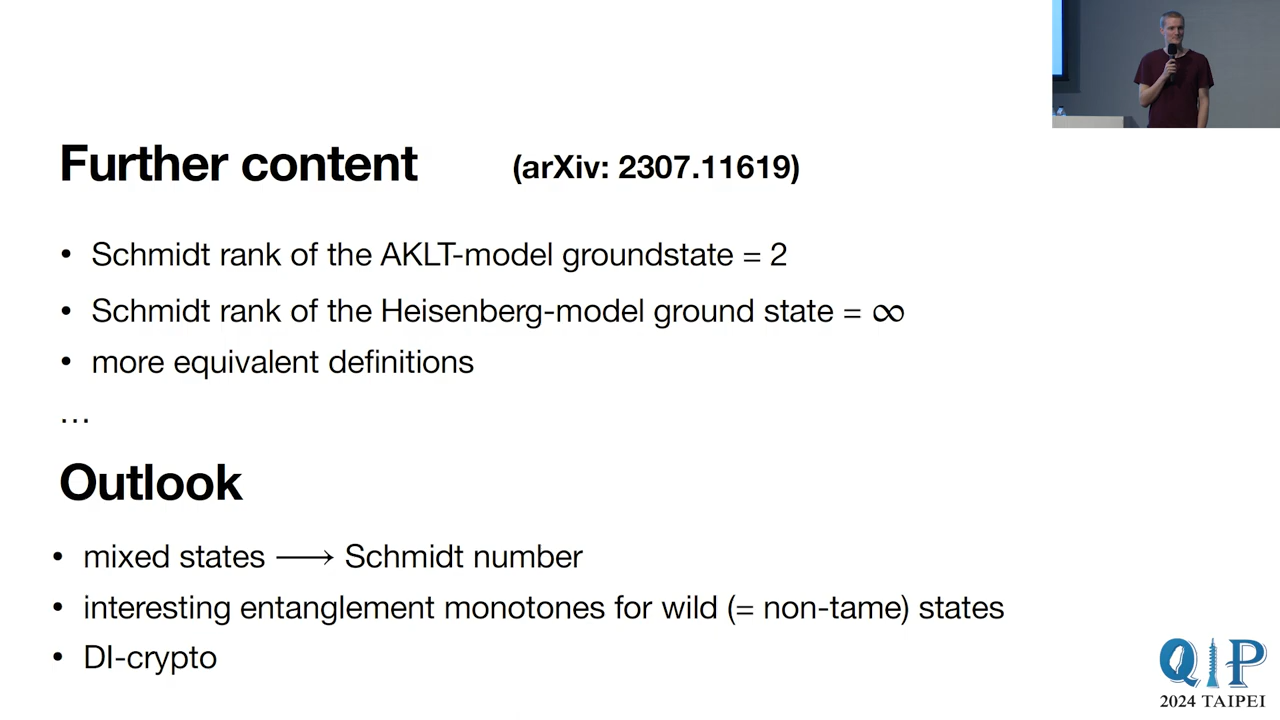 Further content (arXiv: 2307.11619)
• Schmidt rank of the AKLT-model groundstate = 2
• Schmidt rank of the Heisenberg-model ground state = ∞
• more equivalent definitions
…
Outlook
• mixed states ⟶ Schmidt number
• interesting entanglement monotones for wild (= non-tame) states
• DI-crypto
QIP
2024 TAIPEI